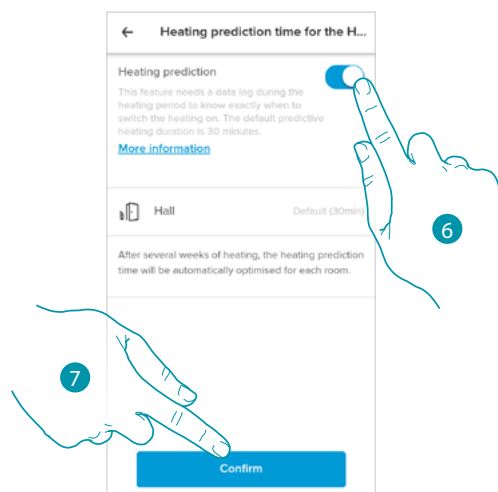 Heating prediction time for the H...
Heating prediction
This feature needs a data log during the
heating period to know exactly when to
switch the heating on. The default predictive
heating duration is 30 minutes.
More information
Hall
Default (30min)
After several weeks of heating, the heating prediction
time will be automatically optimised for each room.
6
7
Confirm